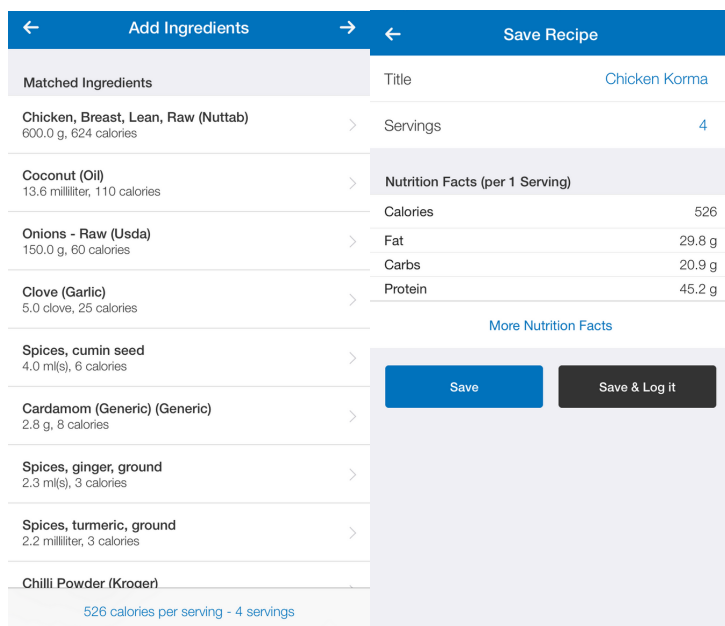 Add Ingredients
Matched Ingredients
Chicken, Breast, Lean, Raw (Nuttab)
600.0 g, 624 calories
Coconut (Oil)
13.6 milliliter, 110 calories
Onions - Raw (Usda)
150.0 g, 60 calories
Clove (Garlic)
5.0 clove, 25 calories
Spices, cumin seed
4.0 ml(s), 6 calories
Cardamom (Generic) (Generic)
2.8 g, 8 calories
Spices, ginger, ground
2.3 ml(s), 3 calories
Spices, turmeric, ground
2.2 milliliter, 3 calories
Chilli Powder (Kroger)
526 calories per serving - 4 servings
Save Recipe
Title Chicken Korma
Servings 4
Nutrition Facts (per 1 Serving)
Calories 526
Fat 29.8 g
Carbs 20.9 g
Protein 45.2 g
More Nutrition Facts
Save Save & Log it